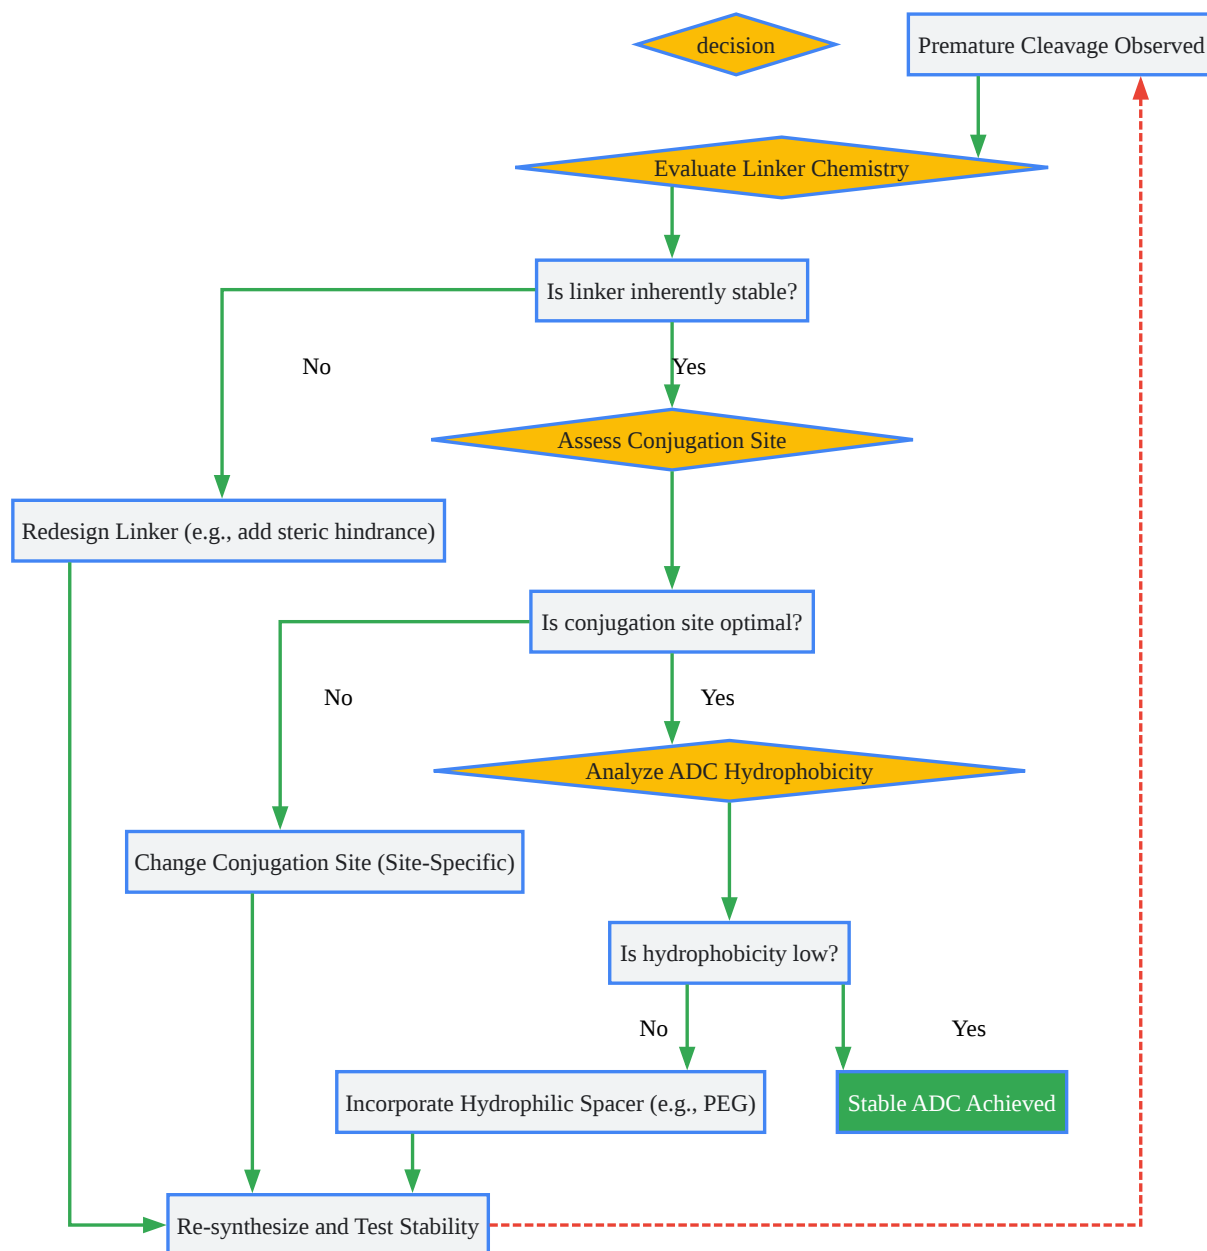 decision
Premature Cleavage Observed
Evaluate Linker Chemistry
Is linker inherently stable?
No
Yes
Assess Conjugation Site
Redesign Linker (e.g., add steric hindrance)
Is conjugation site optimal?
No
Yes
Analyze ADC Hydrophobicity
Change Conjugation Site (Site-Specific)
Is hydrophobicity low?
No
Yes
Incorporate Hydrophilic Spacer (e.g., PEG)
Stable ADC Achieved
Re-synthesize and Test Stability